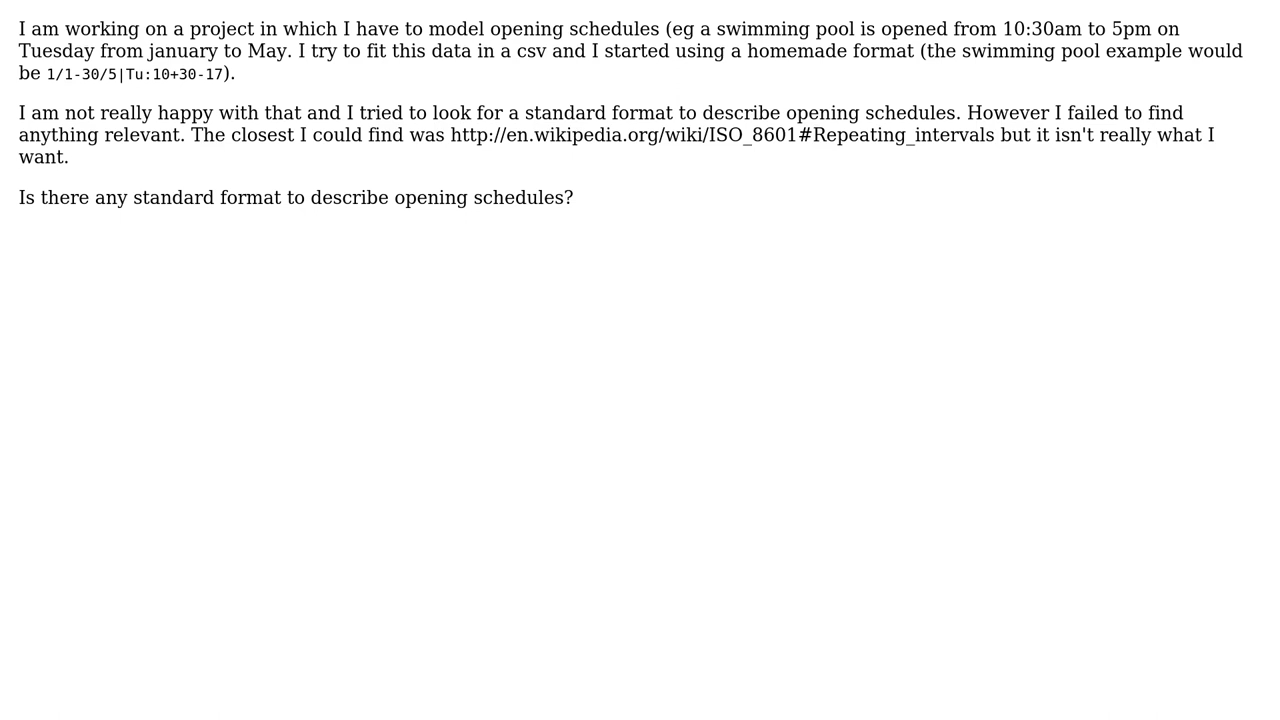 I am working on a project in which I have to model opening schedules (eg a swimming pool is opened from 10:30am to 5pm on
Tuesday from january to May. I try to fit this data in a csv and I started using a homemade format (the swimming pool example would
be 1/1-30/5|Tu:10+30-17).
I am not really happy with that and I tried to look for a standard format to describe opening schedules. However I failed to find
anything relevant. The closest I could find was http://en.wikipedia.org/wiki/ISO_8601#Repeating_intervals but it isn't really what I
want.
Is there any standard format to describe opening schedules?